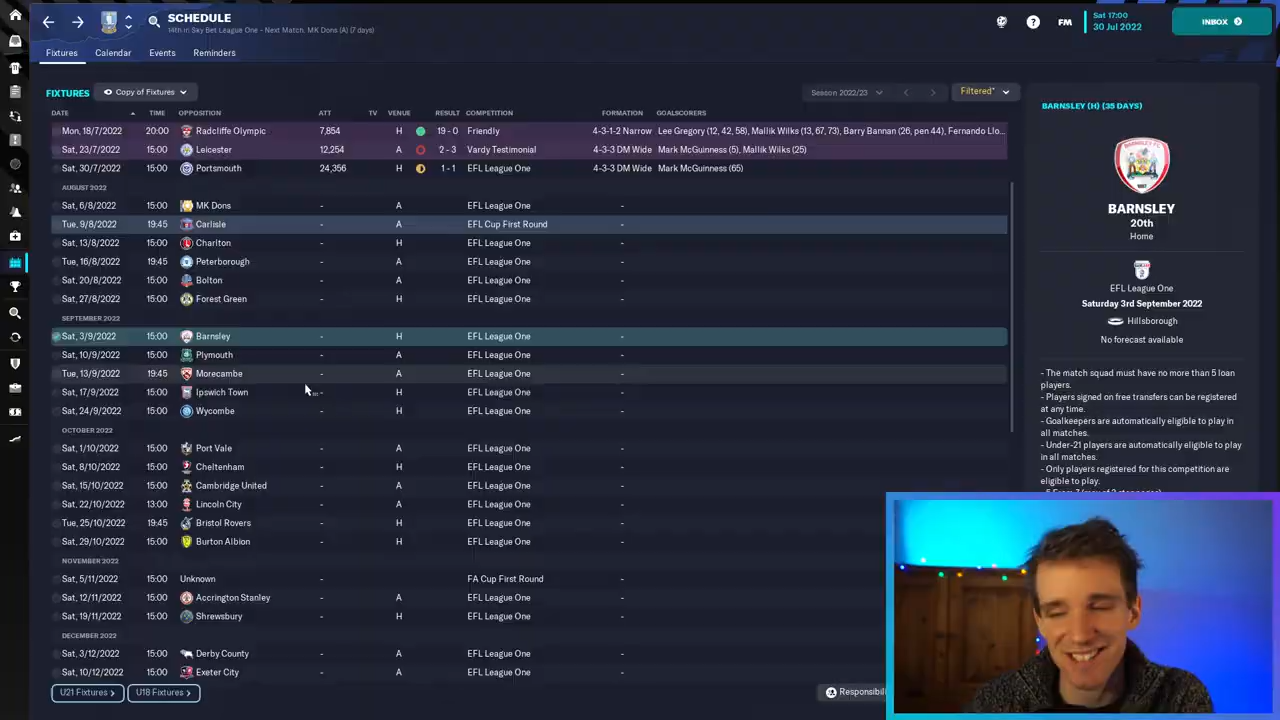 SCHEDULE
14th in Sky Bet League One - Next Match: MK Dons (A) (7 days)
FM
Sat 17:00
30 Jul 2022
INBOX
Fixtures Calendar Events Reminders
FIXTURES Copy of Fixtures Season 2022/23 Filtered*
DATE TIME OPPOSITION ATT TV VENUE RESULT COMPETITION FORMATION GOALSCORERS
Mon, 18/7/2022 20:00 Radcliffe Olympic 7,854 H 19 - 0 Friendly 4-3-1-2 Narrow Lee Gregory (12, 42, 58), Mallik Wilks (13, 67, 73), Barry Bannan (26, pen 44), Fernando Llo...
Sat, 23/7/2022 15:00 Leicester 12,254 A 2 - 3 Vardy Testimonial 4-3-3 DM Wide Mark McGuinness (5), Mallik Wilks (25)
Sat, 30/7/2022 15:00 Portsmouth 24,356 H 1 - 1 EFL League One 4-3-3 DM Wide Mark McGuinness (65)
AUGUST 2022
Sat, 6/8/2022 15:00 MK Dons - A EFL League One -
Tue, 9/8/2022 19:45 Carlisle - A EFL Cup First Round -
Sat, 13/8/2022 15:00 Charlton - H EFL League One -
Tue, 16/8/2022 19:45 Peterborough - A EFL League One -
Sat, 20/8/2022 15:00 Bolton - A EFL League One -
Sat, 27/8/2022 15:00 Forest Green - H EFL League One -
SEPTEMBER 2022
Sat, 3/9/2022 15:00 Barnsley - H EFL League One -
Sat, 10/9/2022 15:00 Plymouth - A EFL League One -
Tue, 13/9/2022 19:45 Morecambe - A EFL League One -
Sat, 17/9/2022 15:00 Ipswich Town - H EFL League One -
Sat, 24/9/2022 15:00 Wycombe - H EFL League One -
OCTOBER 2022
Sat, 1/10/2022 15:00 Port Vale - A EFL League One -
Sat, 8/10/2022 15:00 Cheltenham - H EFL League One -
Sat, 15/10/2022 15:00 Cambridge United - A EFL League One -
Sat, 22/10/2022 13:00 Lincoln City - A EFL League One -
Tue, 25/10/2022 19:45 Bristol Rovers - H EFL League One -
Sat, 29/10/2022 15:00 Burton Albion - H EFL League One -
NOVEMBER 2022
Sat, 5/11/2022 15:00 Unknown - FA Cup First Round -
Sat, 12/11/2022 15:00 Accrington Stanley - A EFL League One -
Sat, 19/11/2022 15:00 Shrewsbury - H EFL League One -
DECEMBER 2022
Sat, 3/12/2022 15:00 Derby County - A EFL League One -
Sat, 10/12/2022 15:00 Exeter City - A EFL League One -
U21 Fixtures U18 Fixtures Responsibil
BARNSLEY (H) (35 DAYS)
BARNSLEY
20th
Home
EFL League One
Saturday 3rd September 2022
Hillsborough
No forecast available
- The match squad must have no more than 5 loan
players.
- Players signed on free transfers can be registered
at any time.
- Goalkeepers are automatically eligible to play in
all matches.
- Under-21 players are automatically eligible to play
in all matches.
- Only players registered for this competition are
eligible to play.